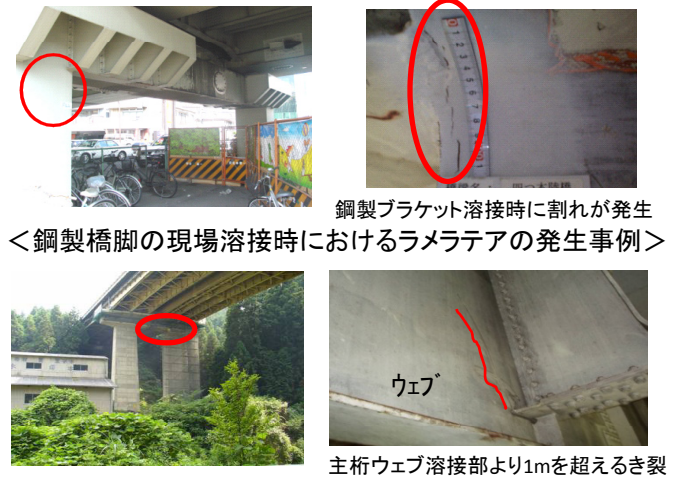 鋼製ブラケット溶接時に割れが発生
＜鋼製橋脚の現場溶接時におけるラメラテアの発生事例＞
ウェブ
主桁ウェブ溶接部より1mを超えるき裂